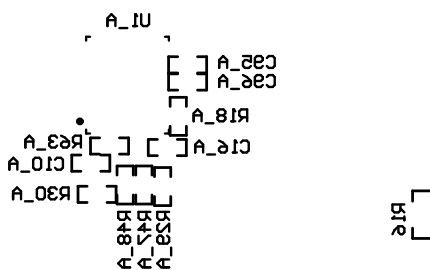 U1_A
C95_A
C96_A
R18_A
R63_A
C16_A
C10_A
R30_A
R48_A
R47_A
R29_A
R16